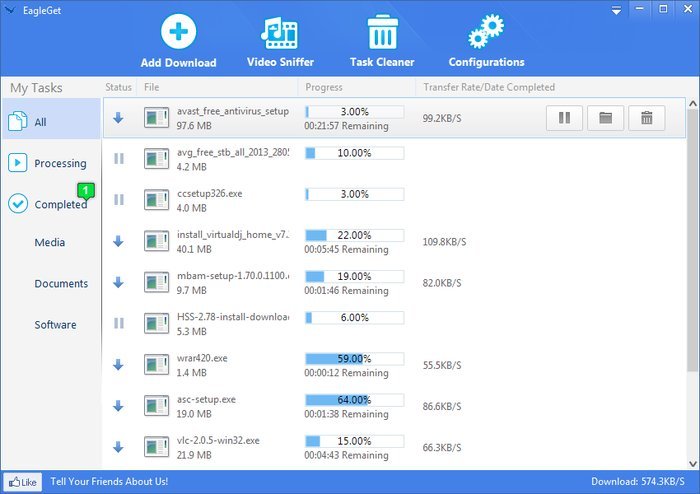 EagleGet
Add Download
Video Sniffer
Task Cleaner
Configurations
My Tasks
Status
File
Progress
Transfer Rate/Date Completed
All
Processing
1
Completed
Media
Documents
Software
avast_free_antivirus_setup
97.6 MB
3.00%
00:21:57 Remaining
99.2KB/S
avg_free_stb_all_2013_2805
4.2 MB
10.00%
ccsetup326.exe
4.0 MB
3.00%
install_virtualdj_home_v7.
40.1 MB
22.00%
00:05:45 Remaining
109.8KB/S
mbam-setup-1.70.0.1100.
9.7 MB
19.00%
00:01:46 Remaining
82.0KB/S
HSS-2.78-install-download
5.3 MB
6.00%
wrar420.exe
1.4 MB
59.00%
00:00:12 Remaining
55.5KB/S
asc-setup.exe
19.0 MB
64.00%
00:01:38 Remaining
86.6KB/S
vlc-2.0.5-win32.exe
21.9 MB
15.00%
00:04:43 Remaining
66.3KB/S
Like
Tell Your Friends About Us!
Download: 574.3KB/S